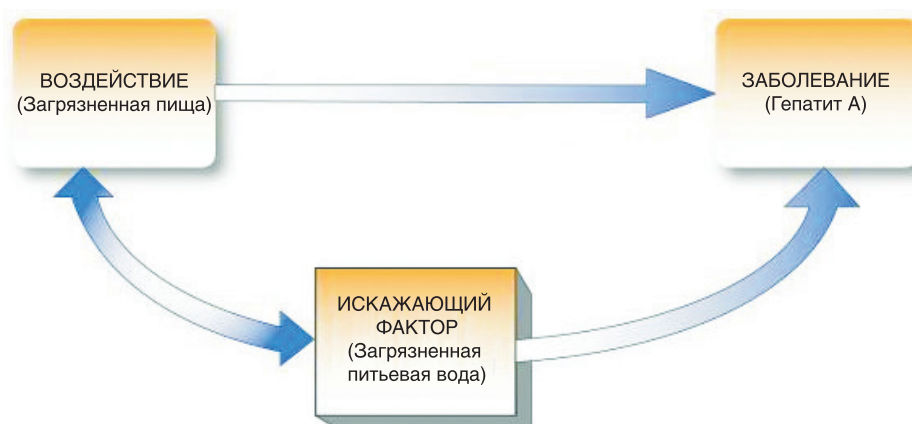 ВОЗДЕЙСТВИЕ
(Загрязненная пища)
ЗАБОЛЕВАНИЕ
(Гепатит А)
ИСКАЖАЮЩИЙ
ФАКТОР
(Загрязненная
питьевая вода)